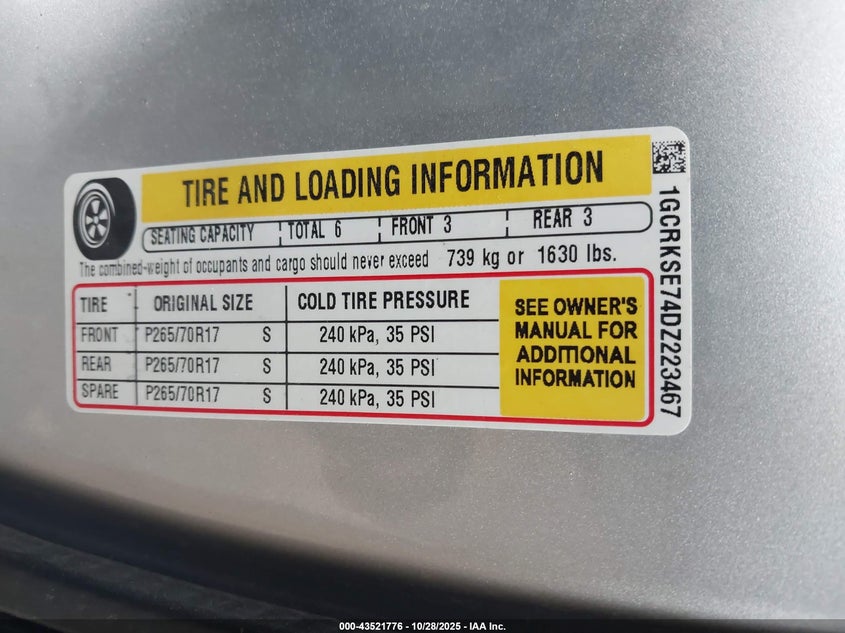 TIRE AND LOADING INFORMATION
SEATING CAPACITY TOTAL 6 FRONT 3 REAR 3
The combined weight of occupants and cargo should never exceed 739 kg or 1630 lbs.
TIRE ORIGINAL SIZE COLD TIRE PRESSURE
FRONT P265/70R17 S 240 kPa, 35 PSI
REAR P265/70R17 S 240 kPa, 35 PSI
SPARE P265/70R17 S 240 kPa, 35 PSI
SEE OWNER'S
MANUAL FOR
ADDITIONAL
INFORMATION
1GCRKSE74DZ223467
000-43521776 - 10/28/2025 - IAA Inc.